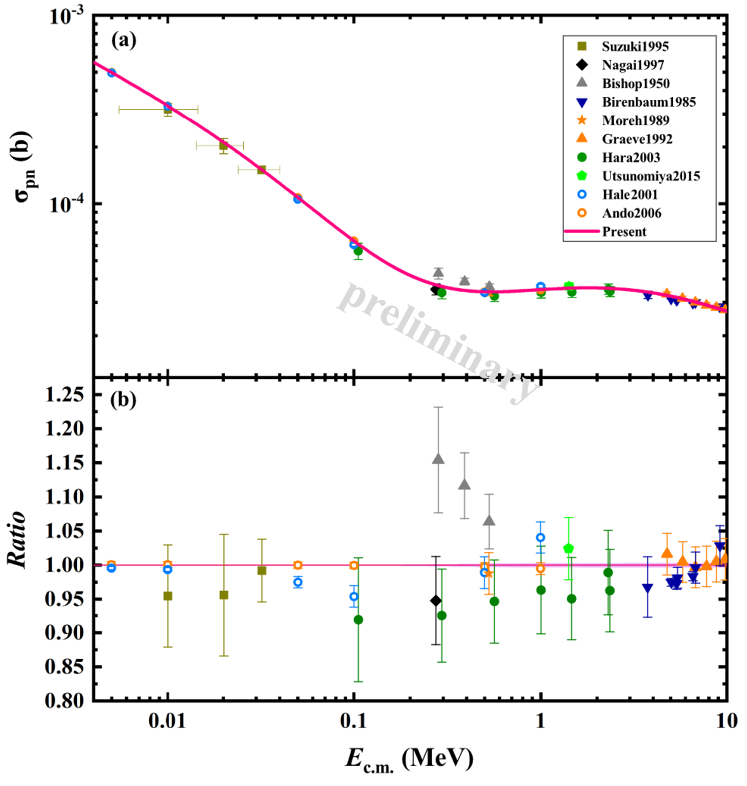 10⁻³
(a)
Suzuki1995
Nagai1997
Bishop1950
Birenbaum1985
Moreh1989
Graeve1992
Hara2003
Utsunomiya2015
Hale2001
Ando2006
Present
σpn (b)
10⁻⁴
preliminary
(b)
1.25
1.20
1.15
1.10
1.05
1.00
0.95
0.90
0.85
0.80
Ratio
0.01 0.1 1 10
Ec.m. (MeV)